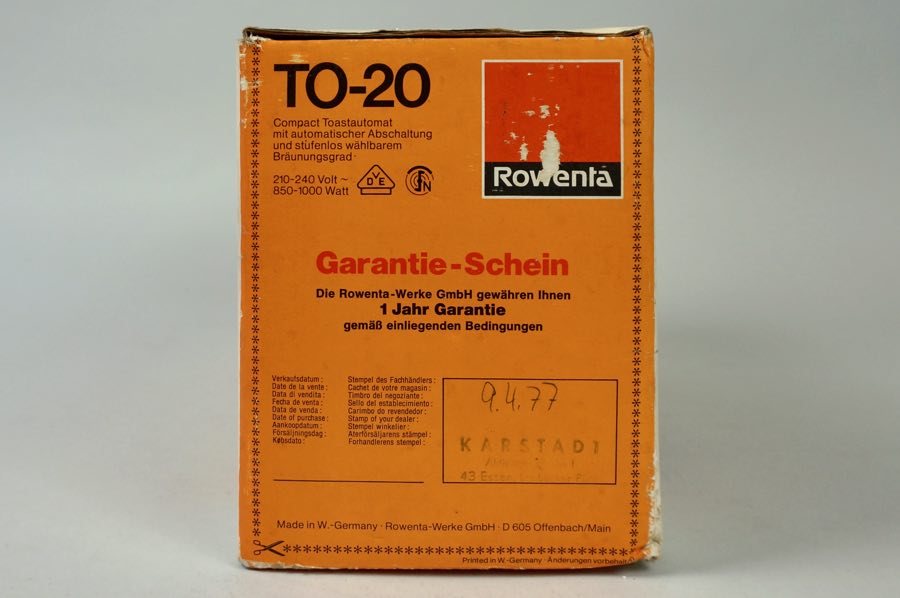 TO-20
Compact Toastautomat
mit automatischer Abschaltung
und stufenlos wählbarem
Bräunungsgrad·
210-240 Volt ~
850-1000 Watt
VDE
Rowenta
Garantie-Schein
Die Rowenta-Werke GmbH gewähren Ihnen
1 Jahr Garantie
gemäß einliegenden Bedingungen
Verkaufsdatum:
Date de la vente:
Data di vendita:
Fecha de venta:
Data de venda:
Date of purchase:
Aankoopdatum:
Försäljningsdag:
Købsdato:
Stempel des Fachhändlers:
Cachet de votre magasin:
Timbro del negoziante:
Sello del establecimiento:
Carimbo do revendedor:
Stamp of your dealer:
Stempel winkelier:
Aterförsäljarens stämpel:
Forhandlerens stempel:
9.4.77
KARSTADT
43 Essen
Made in W.-Germany · Rowenta-Werke GmbH · D 605 Offenbach/Main
Printed in W.-Germany · Änderungen vorbehalten